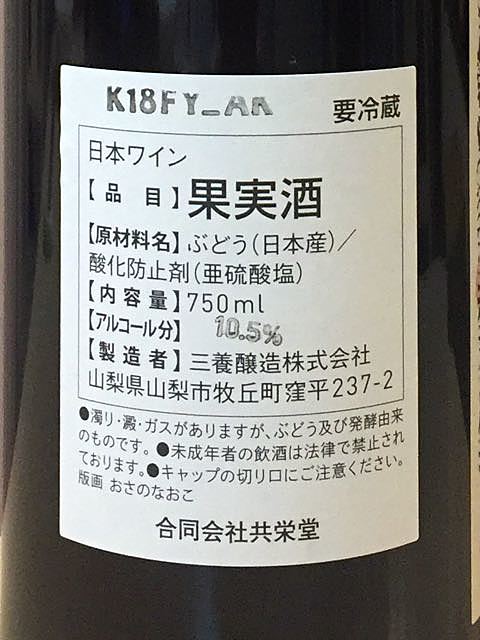 K18FY_AK 要冷蔵
日本ワイン
【品目】果実酒
【原材料名】ぶどう(日本産)／
酸化防止剤(亜硫酸塩)
【内容量】750ml
【アルコール分】 10.5%
【製造者】三養醸造株式会社
山梨県山梨市牧丘町窪平237-2
●濁り・澱・ガスがありますが、ぶどう及び発酵由来
のものです。●未成年者の飲酒は法律で禁止され
ております。●キャップの切り口にご注意ください。
版画 おさのなおこ
合同会社共栄堂